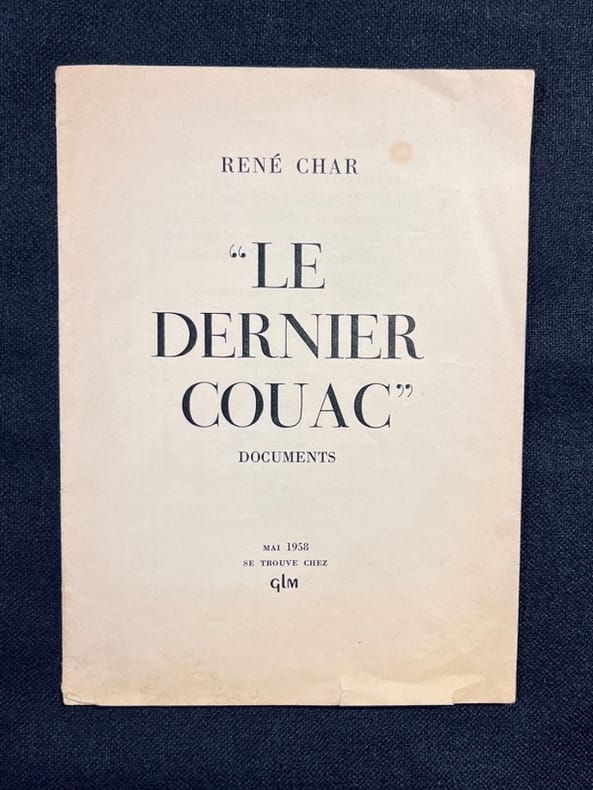 RENÉ CHAR
“LE
DERNIER
COUAC”
DOCUMENTS
MAI 1958
SE TROUVE CHEZ
GLM